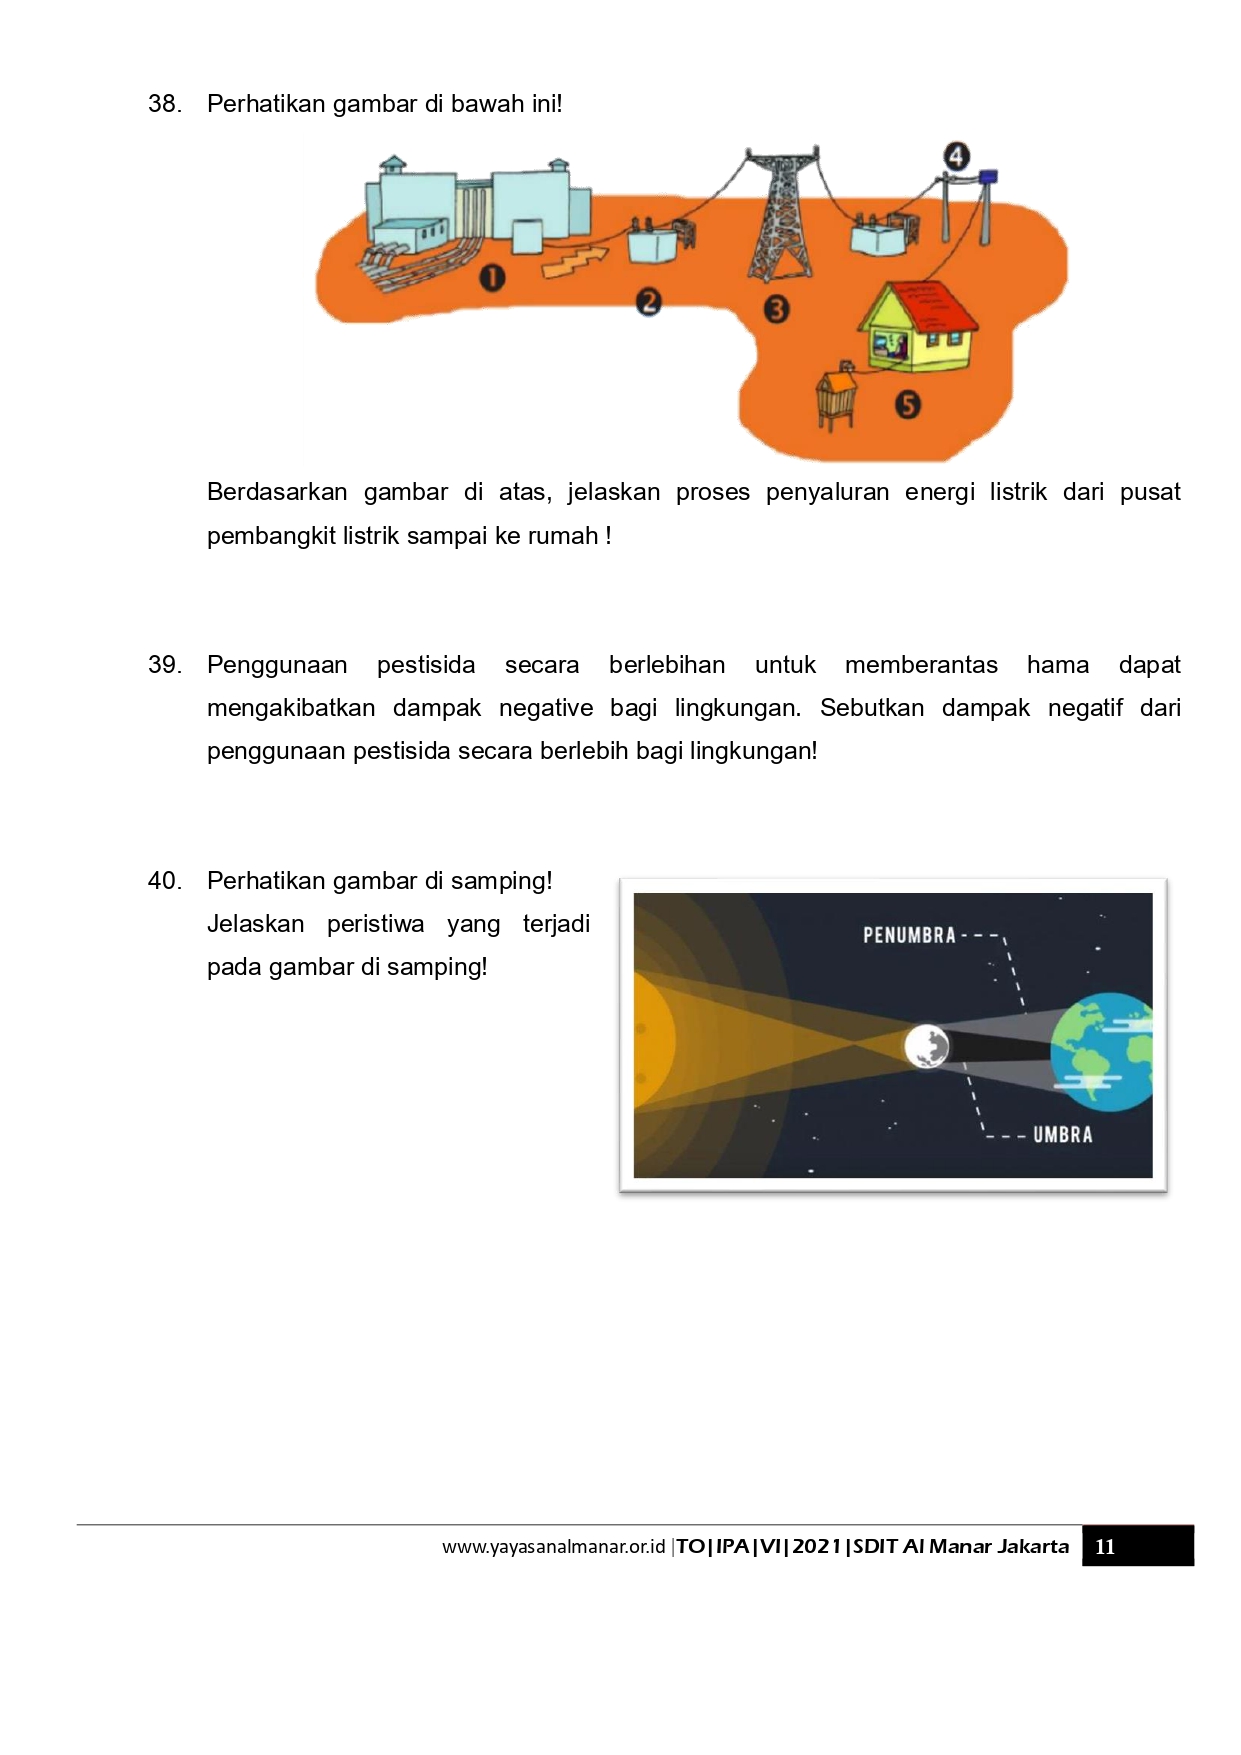 38. Perhatikan gambar di bawah ini!
1
2
3
4
5
Berdasarkan gambar di atas, jelaskan proses penyaluran energi listrik dari pusat
pembangkit listrik sampai ke rumah !
39. Penggunaan pestisida secara berlebihan untuk memberantas hama dapat
mengakibatkan dampak negative bagi lingkungan. Sebutkan dampak negatif dari
penggunaan pestisida secara berlebih bagi lingkungan!
40. Perhatikan gambar di samping!
Jelaskan peristiwa yang terjadi
pada gambar di samping!
PENUMBRA
UMBRA
www.yayasanalmanar.or.id |TO|IPA|VI|2021|SDIT Al Manar Jakarta 11